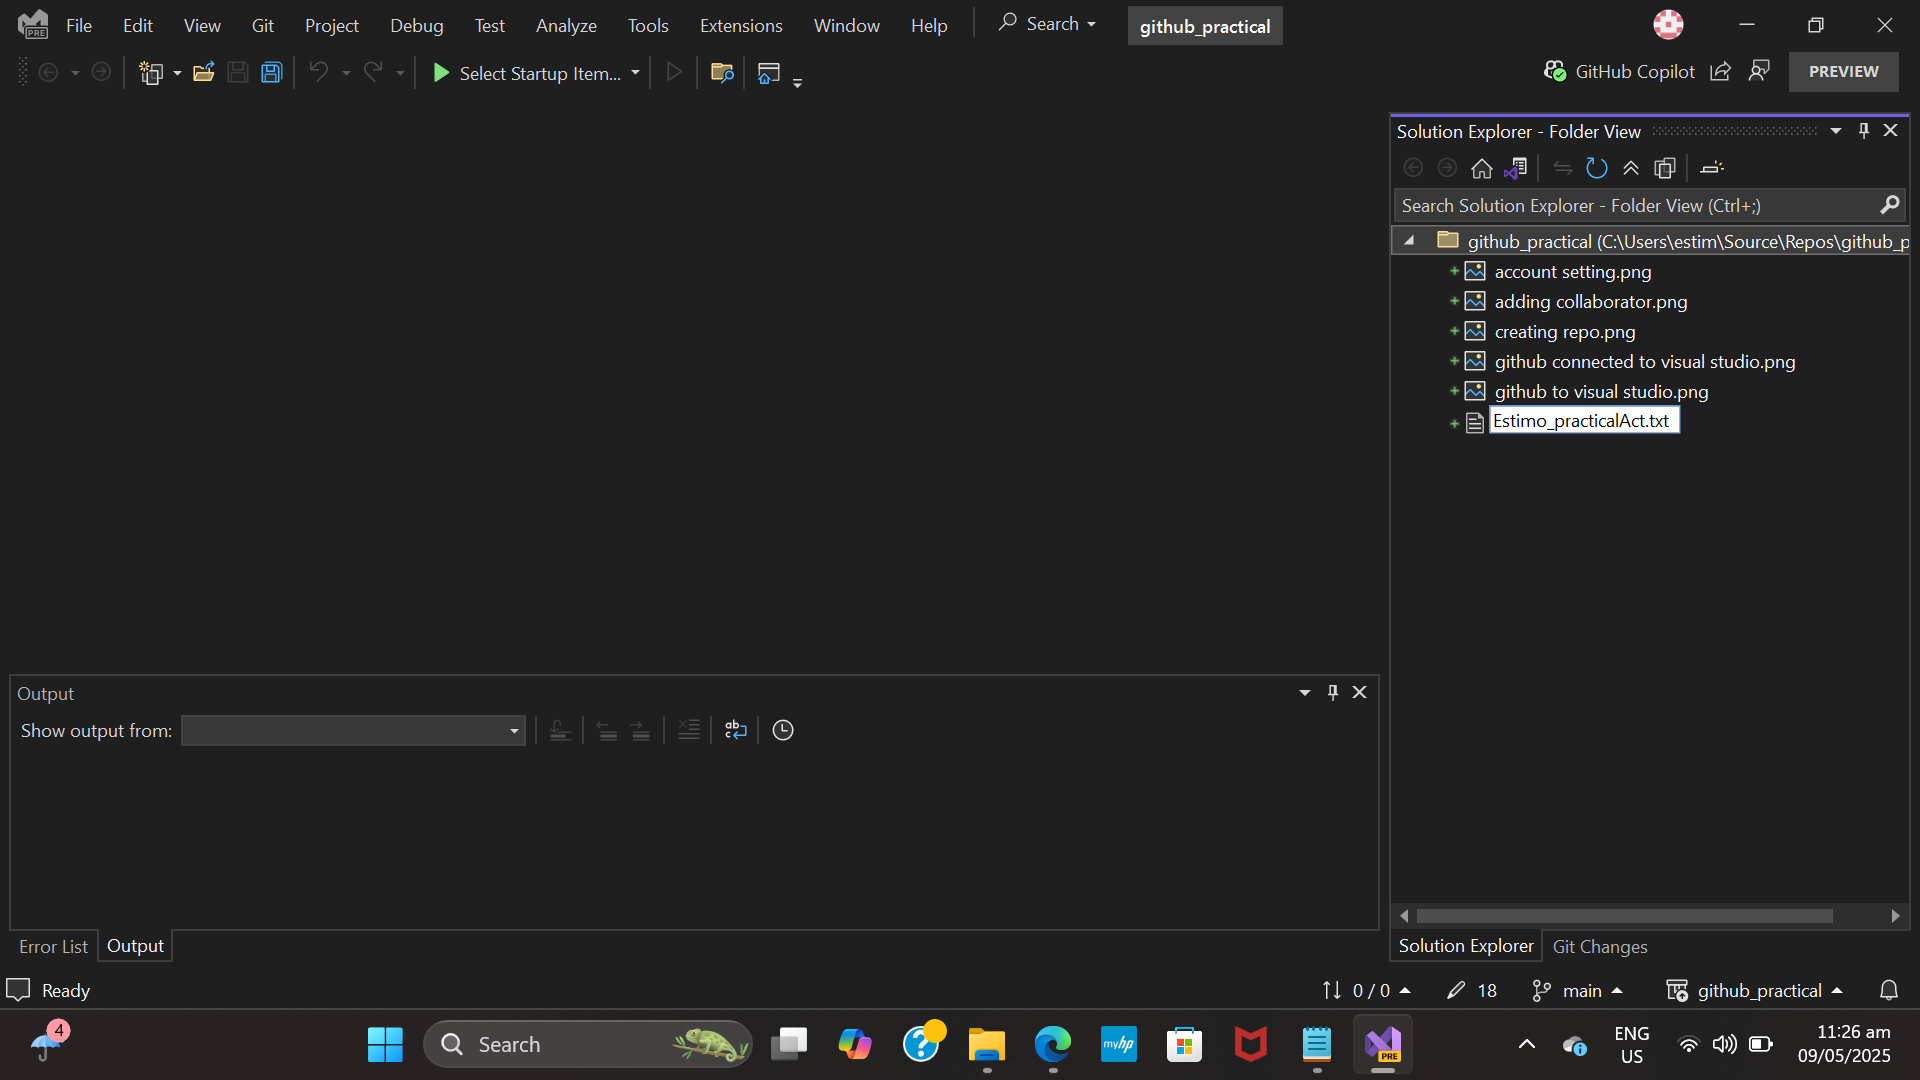 File Edit View Git Project Debug Test Analyze Tools Extensions Window Help Search github_practical
PRE
Select Startup Item... GitHub Copilot PREVIEW
Solution Explorer - Folder View
Search Solution Explorer - Folder View (Ctrl+;)
github_practical (C:\Users\estim\Source\Repos\github_p
account setting.png
adding collaborator.png
creating repo.png
github connected to visual studio.png
github to visual studio.png
Estimo_practicalAct.txt
Output
Show output from:
Error List Output
Solution Explorer Git Changes
Ready 0 / 0 18 main github_practical
4 Search myhp PRE ENG US 11:26 am
09/05/2025